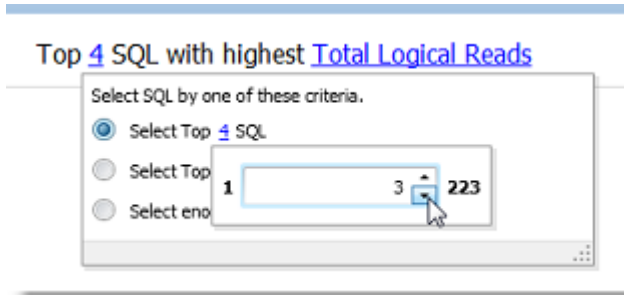 Top 4 SQL with highest Total Logical Reads
Select SQL by one of these criteria.
Select Top 4 SQL
Select Top
1 3 223
Select eno